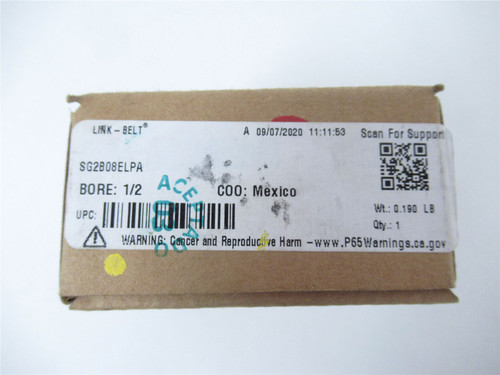 LINK-BELT® A 09/07/2020 11:11:53 Scan For Support
SG2B08ELPA
BORE: 1/2 COO: Mexico
ACEPTADO
UPC: Wt.: 0.190 LB
Qty.: 1
WARNING: Cancer and Reproductive Harm -www.P65Warnings.ca.gov